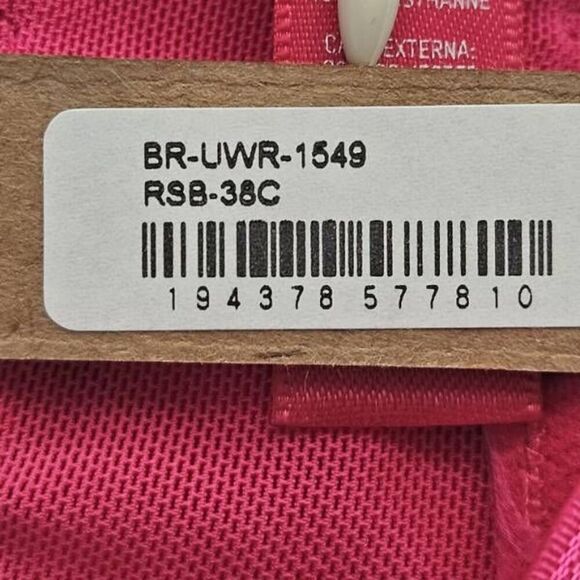 EXTERNA:
BR-UWR-1549
RSB-38C
194378 577810